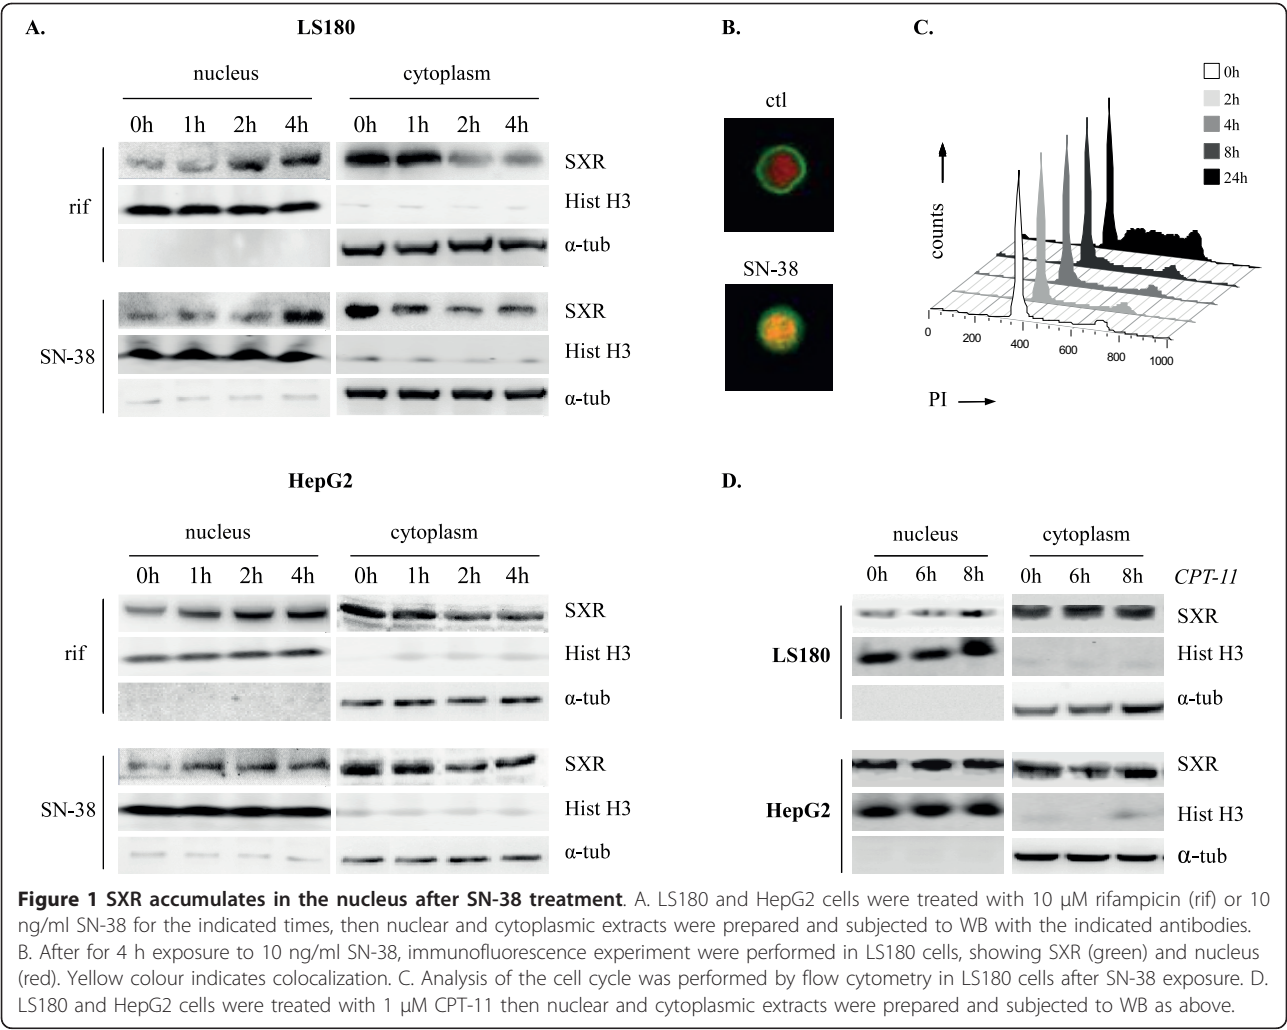 A.
LS180
nucleus
cytoplasm
0h 1h 2h 4h 0h 1h 2h 4h
SXR
rif
Hist H3
α-tub
SXR
SN-38
Hist H3
α-tub
B.
ctl
SN-38
C.
0h
2h
4h
8h
24h
counts
0 200 400 600 800 1000
PI
HepG2
nucleus
cytoplasm
0h 1h 2h 4h 0h 1h 2h 4h
SXR
rif
Hist H3
α-tub
SXR
SN-38
Hist H3
α-tub
D.
nucleus
cytoplasm
0h 6h 8h 0h 6h 8h CPT-11
SXR
LS180
Hist H3
α-tub
SXR
HepG2
Hist H3
α-tub
Figure 1 SXR accumulates in the nucleus after SN-38 treatment. A. LS180 and HepG2 cells were treated with 10 μM rifampicin (rif) or 10
ng/ml SN-38 for the indicated times, then nuclear and cytoplasmic extracts were prepared and subjected to WB with the indicated antibodies.
B. After for 4 h exposure to 10 ng/ml SN-38, immunofluorescence experiment were performed in LS180 cells, showing SXR (green) and nucleus
(red). Yellow colour indicates colocalization. C. Analysis of the cell cycle was performed by flow cytometry in LS180 cells after SN-38 exposure. D.
LS180 and HepG2 cells were treated with 1 μM CPT-11 then nuclear and cytoplasmic extracts were prepared and subjected to WB as above.